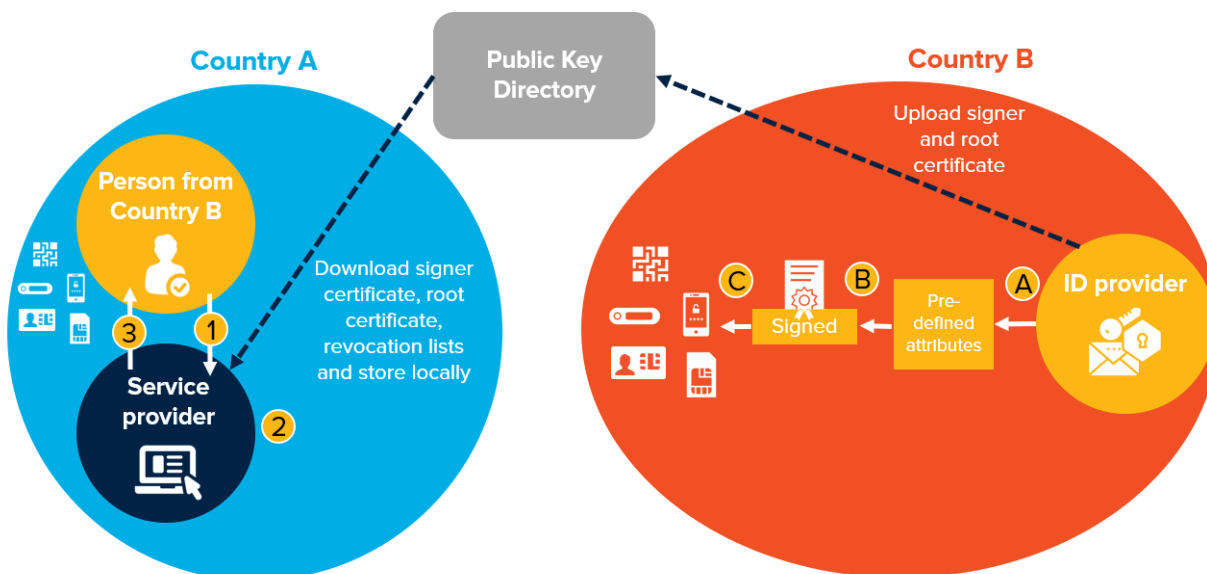 Country A
Public Key
Directory
Country B
Upload signer
and root
certificate
Person from
Country B
Download signer
certificate, root
certificate,
revocation lists
and store locally
3
1
Service
provider
2
C
B
A
Signed
Pre-
defined
attributes
ID provider